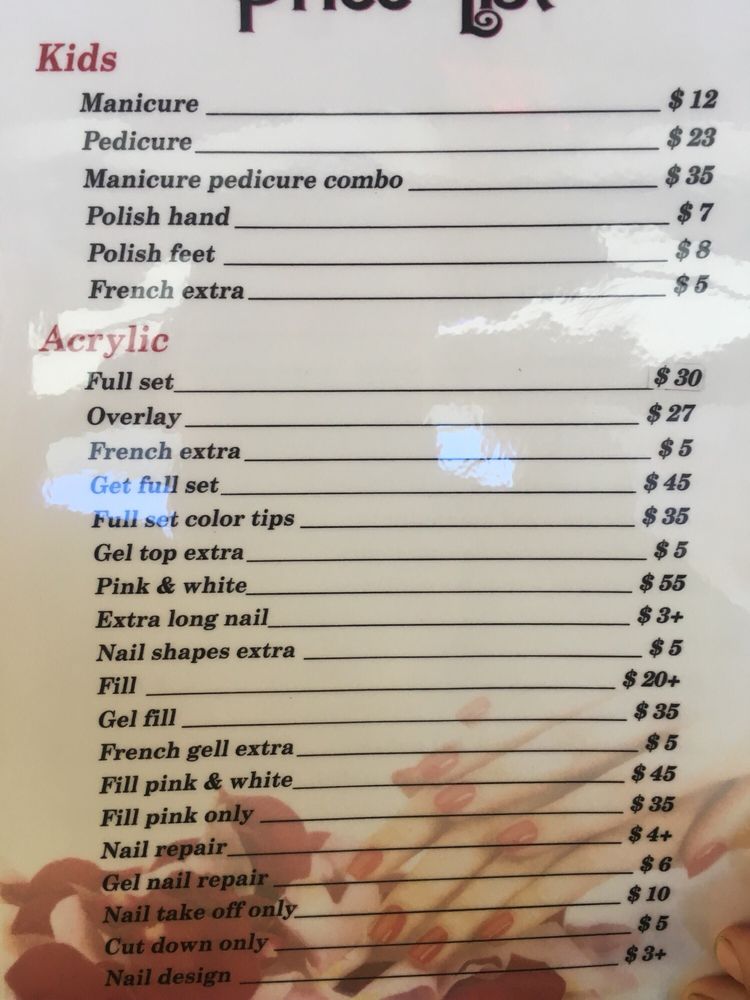 Price List
Kids
Manicure $ 12
Pedicure $ 23
Manicure pedicure combo $ 35
Polish hand $ 7
Polish feet $ 8
French extra $ 5
Acrylic
Full set $ 30
Overlay $ 27
French extra $ 5
Get full set $ 45
Full set color tips $ 35
Gel top extra $ 5
Pink & white $ 55
Extra long nail $ 3+
Nail shapes extra $ 5
Fill $ 20+
Gel fill $ 35
French gell extra $ 5
Fill pink & white $ 45
Fill pink only $ 35
Nail repair $ 4+
Gel nail repair $ 6
Nail take off only $ 10
Cut down only $ 5
Nail design $ 3+